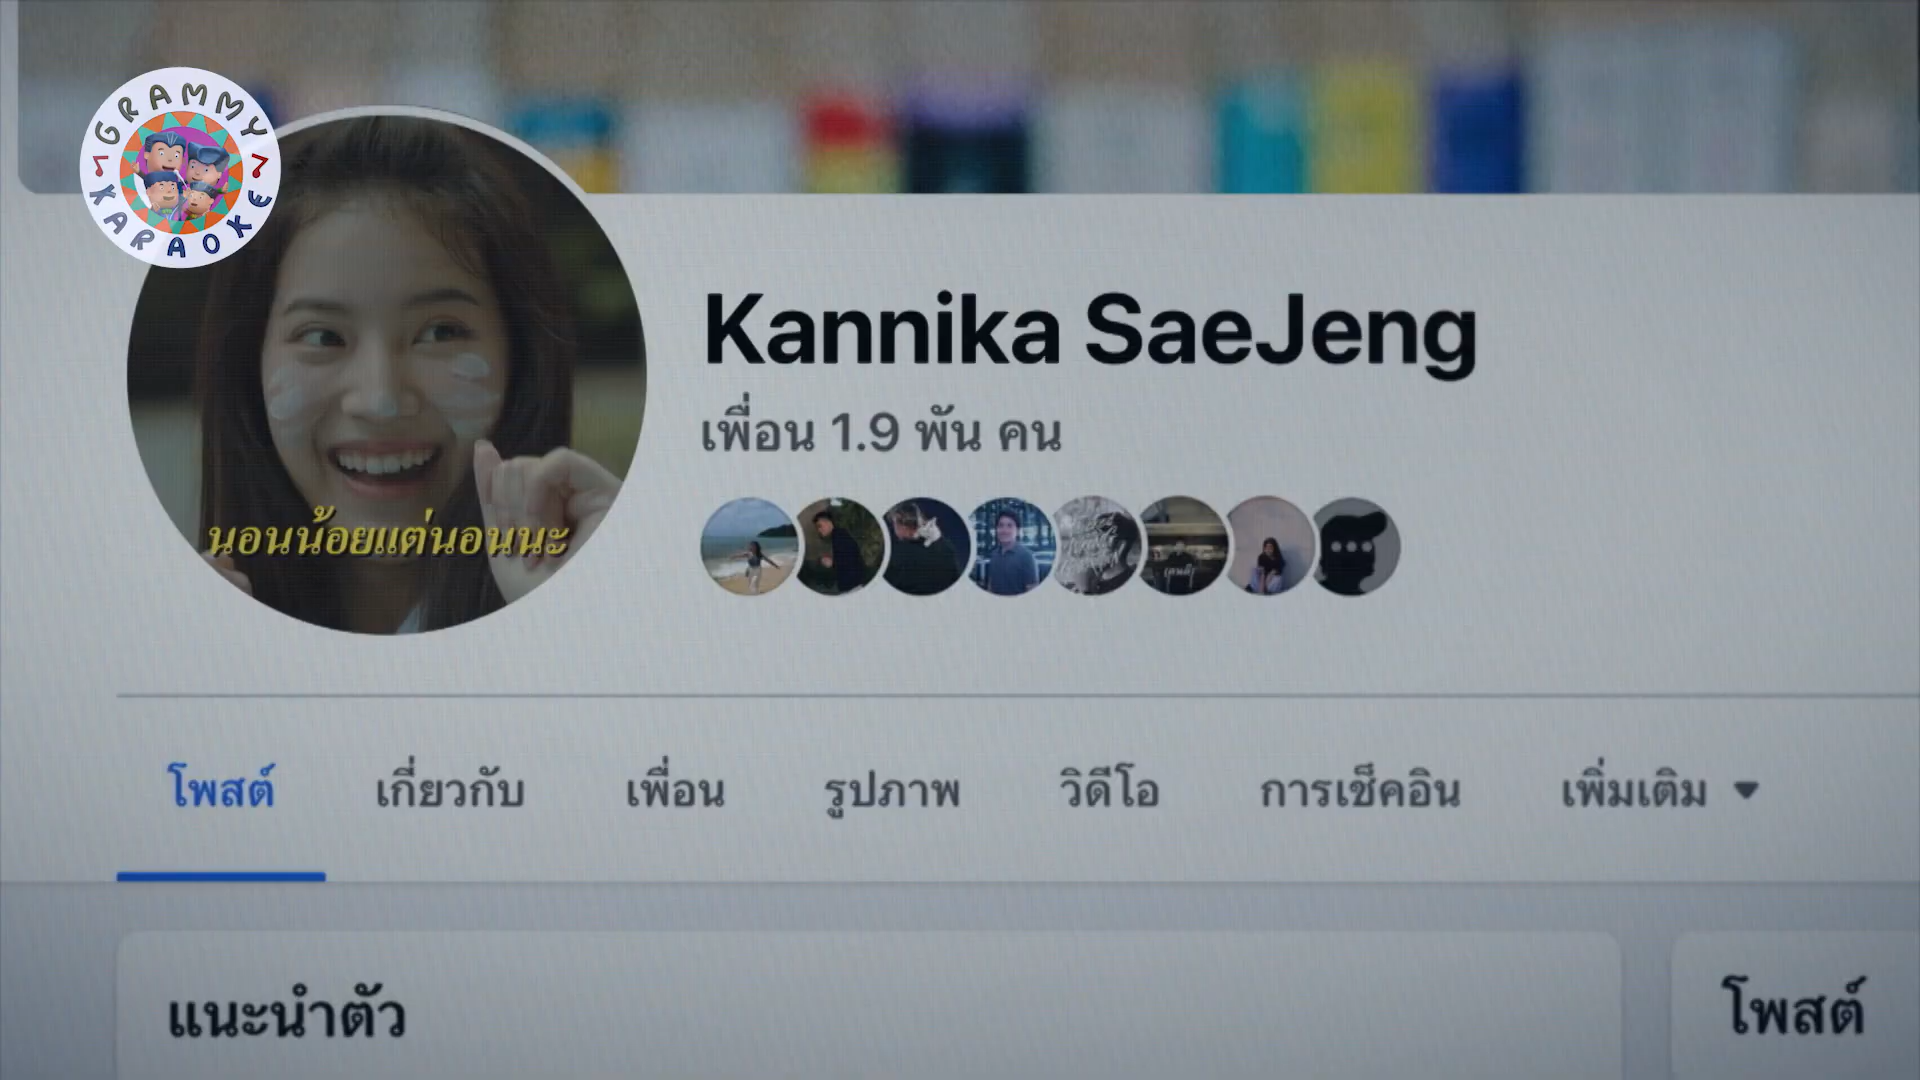 GRAMMY
KARAOKE
Kannika SaeJeng
เพื่อน 1.9 พัน คน
นอนน้อยแต่นอนนะ
โพสต์ เกี่ยวกับ เพื่อน รูปภาพ วิดีโอ การเช็คอิน เพิ่มเติม
แนะนำตัว
โพสต์